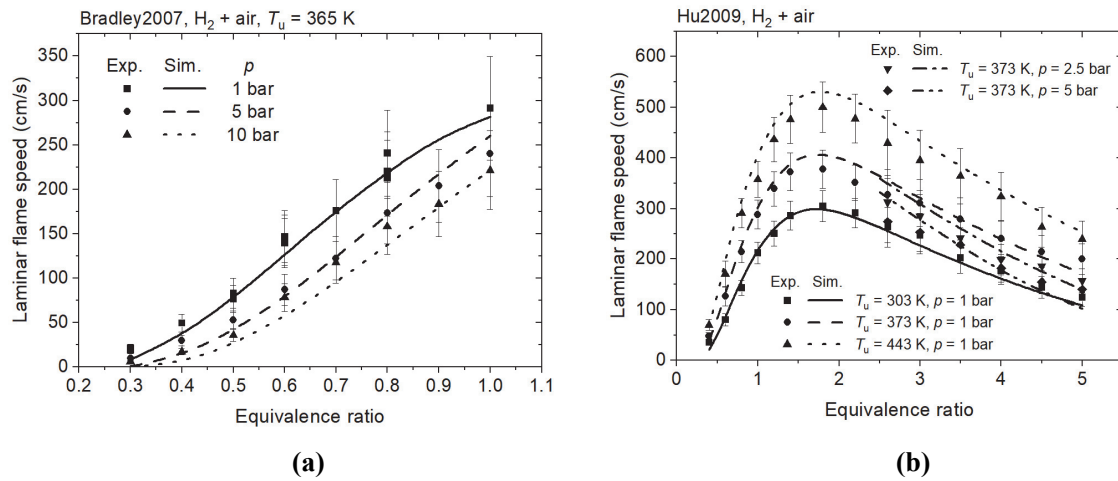 Bradley2007, H₂ + air, Tᵤ = 365 K
Laminar flame speed (cm/s)
350
300
250
200
150
100
50
0
Exp. Sim. p
1 bar
5 bar
10 bar
0.2 0.3 0.4 0.5 0.6 0.7 0.8 0.9 1.0 1.1
Equivalence ratio
(a)
Hu2009, H₂ + air
Laminar flame speed (cm/s)
600
500
400
300
200
100
0
Exp. Sim.
Tᵤ = 373 K, p = 2.5 bar
Tᵤ = 373 K, p = 5 bar
Exp. Sim.
Tᵤ = 303 K, p = 1 bar
Tᵤ = 373 K, p = 1 bar
Tᵤ = 443 K, p = 1 bar
0 1 2 3 4 5
Equivalence ratio
(b)